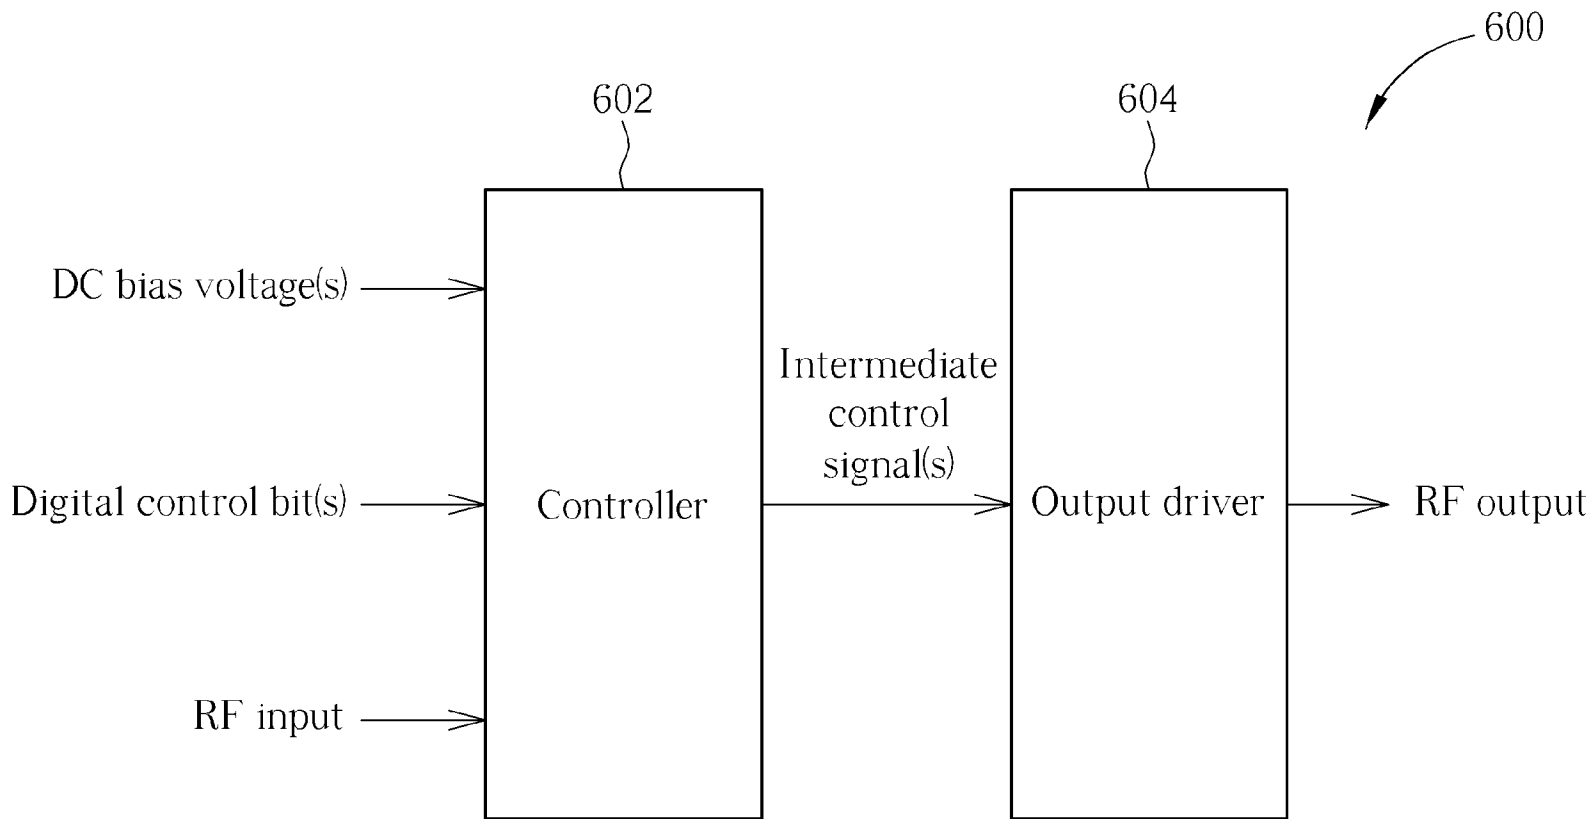 600
602
604
DC bias voltage(s)
Intermediate
control
signal(s)
Digital control bit(s)
Controller
Output driver
RF output
RF input